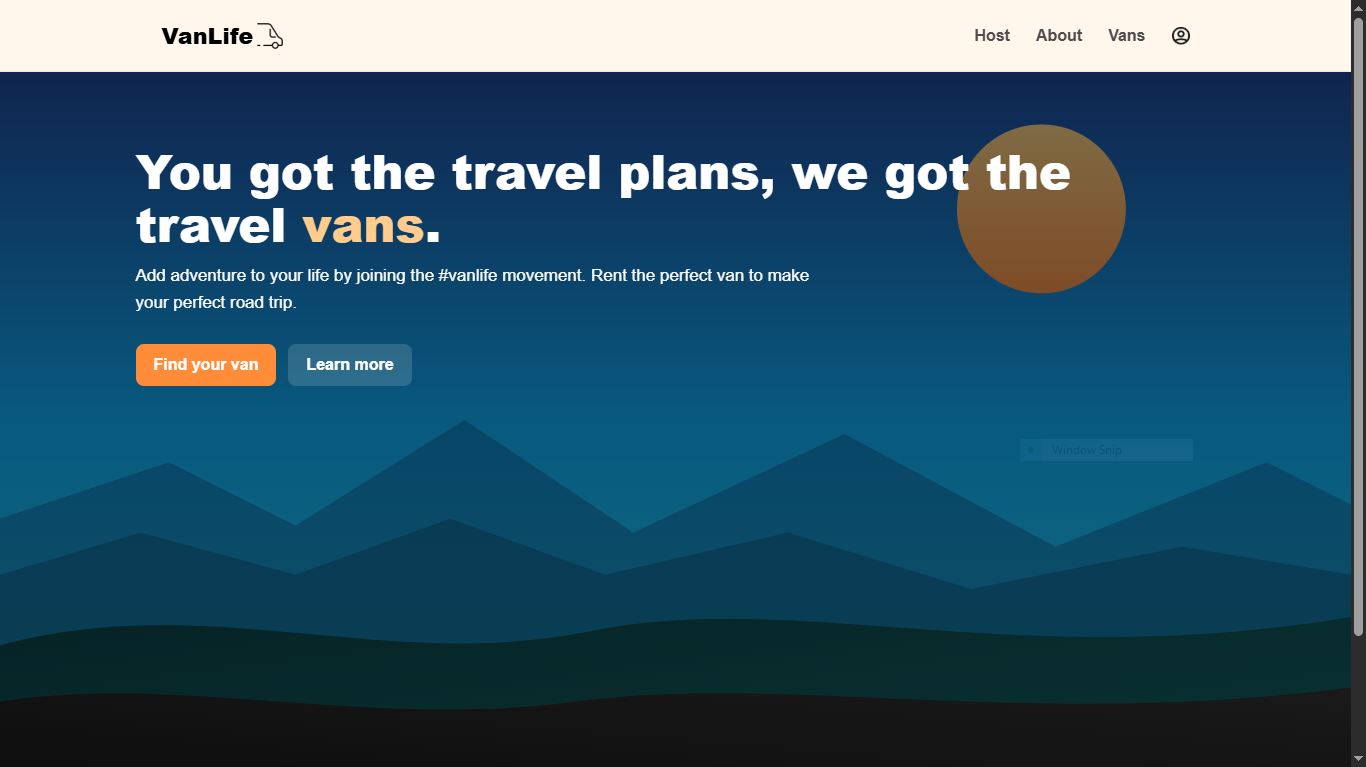 VanLife
Host About Vans
You got the travel plans, we got the
travel vans.
Add adventure to your life by joining the #vanlife movement. Rent the perfect van to make
your perfect road trip.
Find your van Learn more
Window Snip